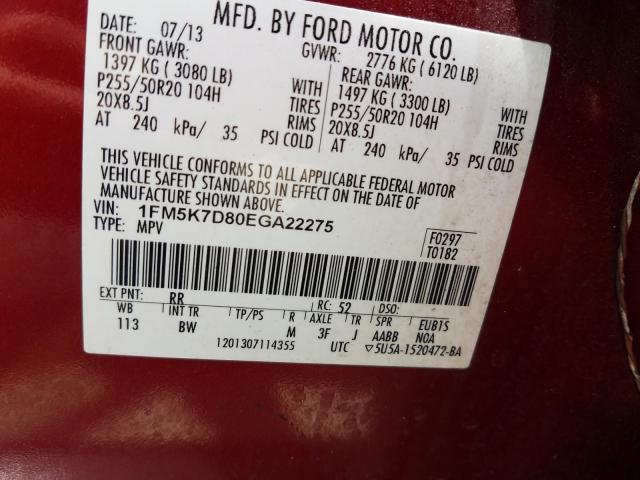 MFD. BY FORD MOTOR CO.
DATE: 07/13 GVWR: 2776 KG ( 6120 LB)
FRONT GAWR: REAR GAWR:
1397 KG ( 3080 LB) 1497 KG ( 3300 LB)
P255/50R20 104H WITH TIRES P255/50R20 104H WITH TIRES
20X8.5J RIMS 20X8.5J RIMS
AT 240 kPa/ 35 PSI COLD AT 240 kPa/ 35 PSI COLD
THIS VEHICLE CONFORMS TO ALL APPLICABLE FEDERAL MOTOR
VEHICLE SAFETY STANDARDS IN EFFECT ON THE DATE OF
MANUFACTURE SHOWN ABOVE.
VIN: 1FM5K7D80EGA22275
TYPE: MPV
F0297
T0182
EXT PNT: RR RC: 52 DSO:
WB INT TR TP/PS R AXLE TR SPR EUB1S
113 BW M 3F J AABB NOA
1201307114355 UTC ▽5U5A-1520472-BA